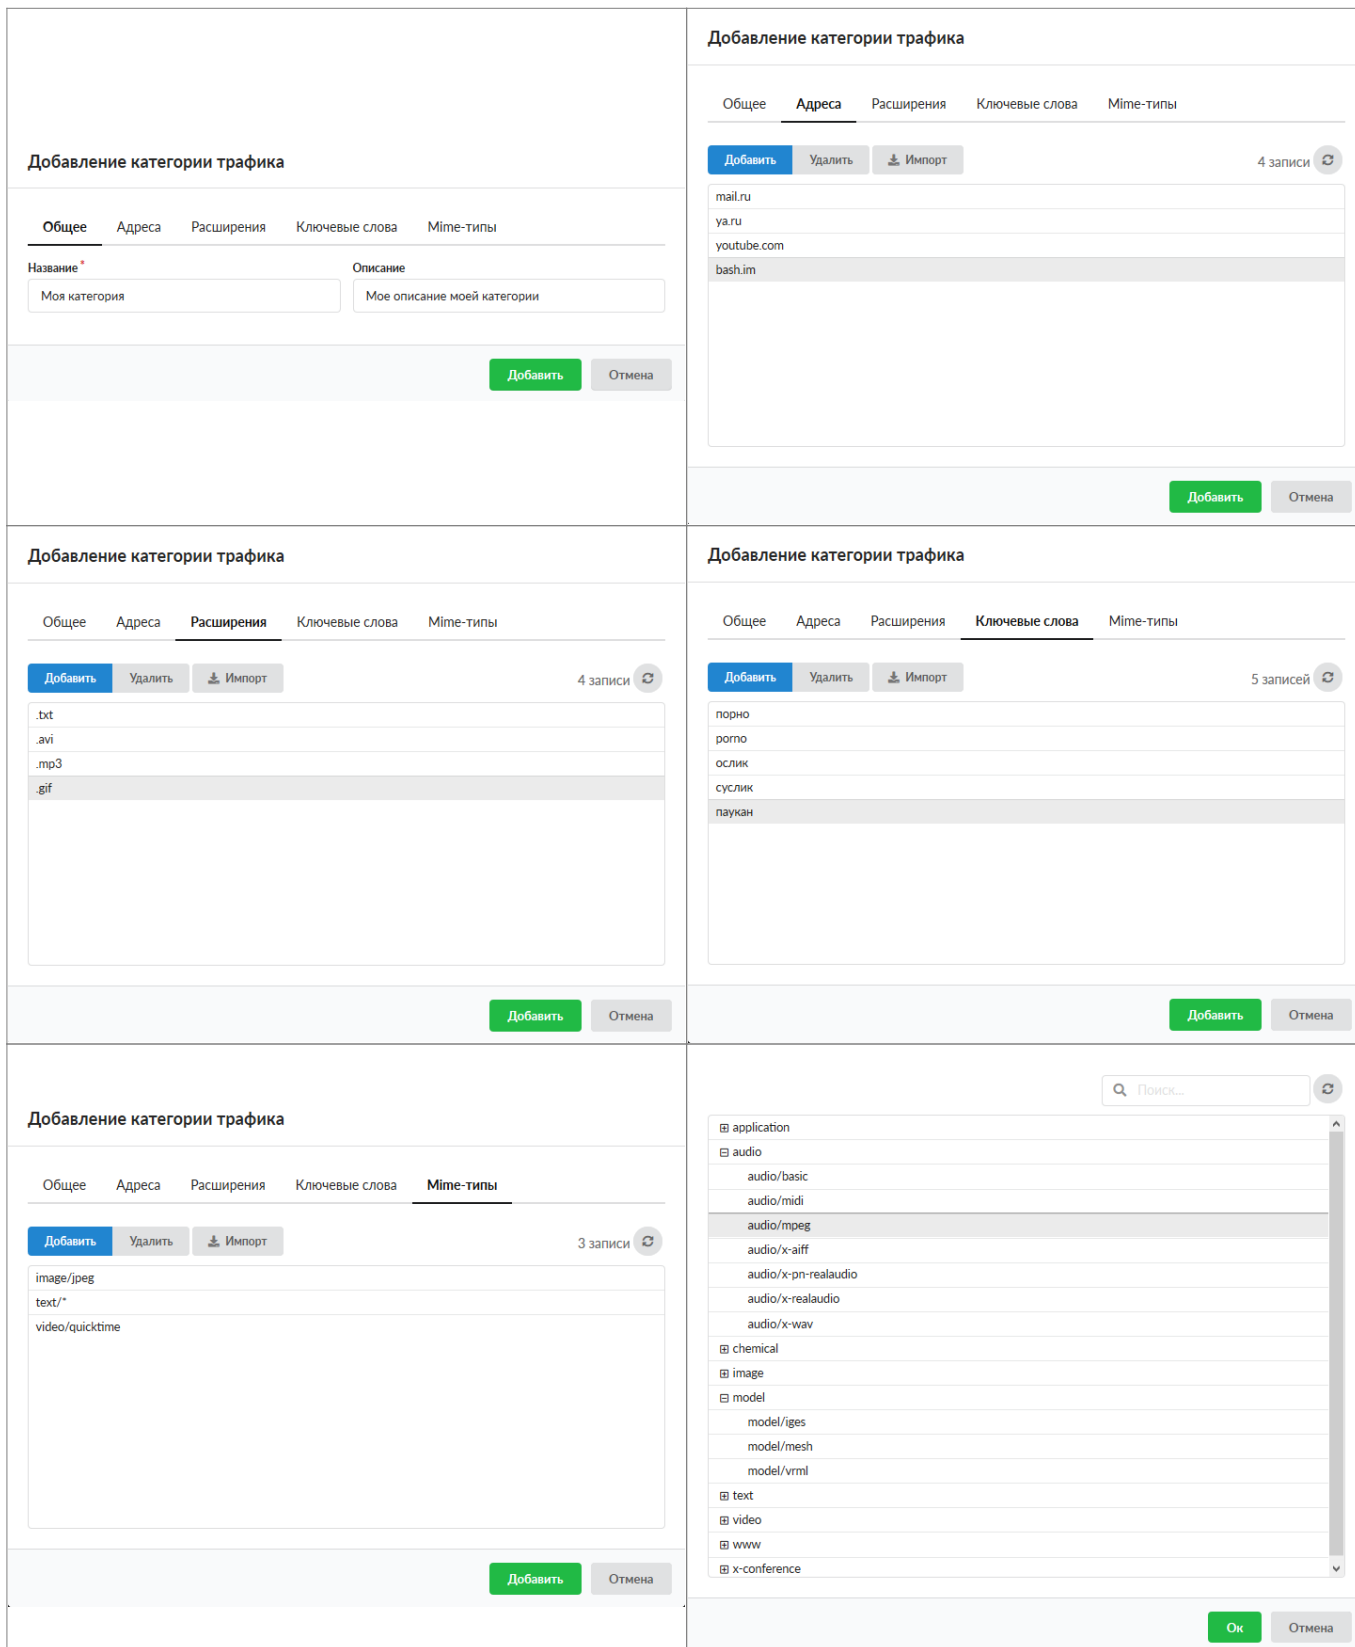 Добавление категории трафика
Общее Адреса Расширения Ключевые слова Mime-типы
Название * Описание
Моя категория Мое описание моей категории
Добавить Отмена
Добавление категории трафика
Общее Адреса Расширения Ключевые слова Mime-типы
Добавить Удалить Импорт 4 записи
mail.ru
ya.ru
youtube.com
bash.im
Добавить Отмена
Добавление категории трафика
Общее Адреса Расширения Ключевые слова Mime-типы
Добавить Удалить Импорт 4 записи
.txt
.avi
.mp3
.gif
Добавить Отмена
Добавление категории трафика
Общее Адреса Расширения Ключевые слова Mime-типы
Добавить Удалить Импорт 5 записей
порно
porno
ослик
суслик
паукан
Добавить Отмена
Добавление категории трафика
Общее Адреса Расширения Ключевые слова Mime-типы
Добавить Удалить Импорт 3 записи
image/jpeg
text/*
video/quicktime
Добавить Отмена
Поиск...
application
audio
audio/basic
audio/midi
audio/mpeg
audio/x-aiff
audio/x-pn-realaudio
audio/x-realaudio
audio/x-wav
chemical
image
model
model/iges
model/mesh
model/vrml
text
video
www
x-conference
Ок Отмена